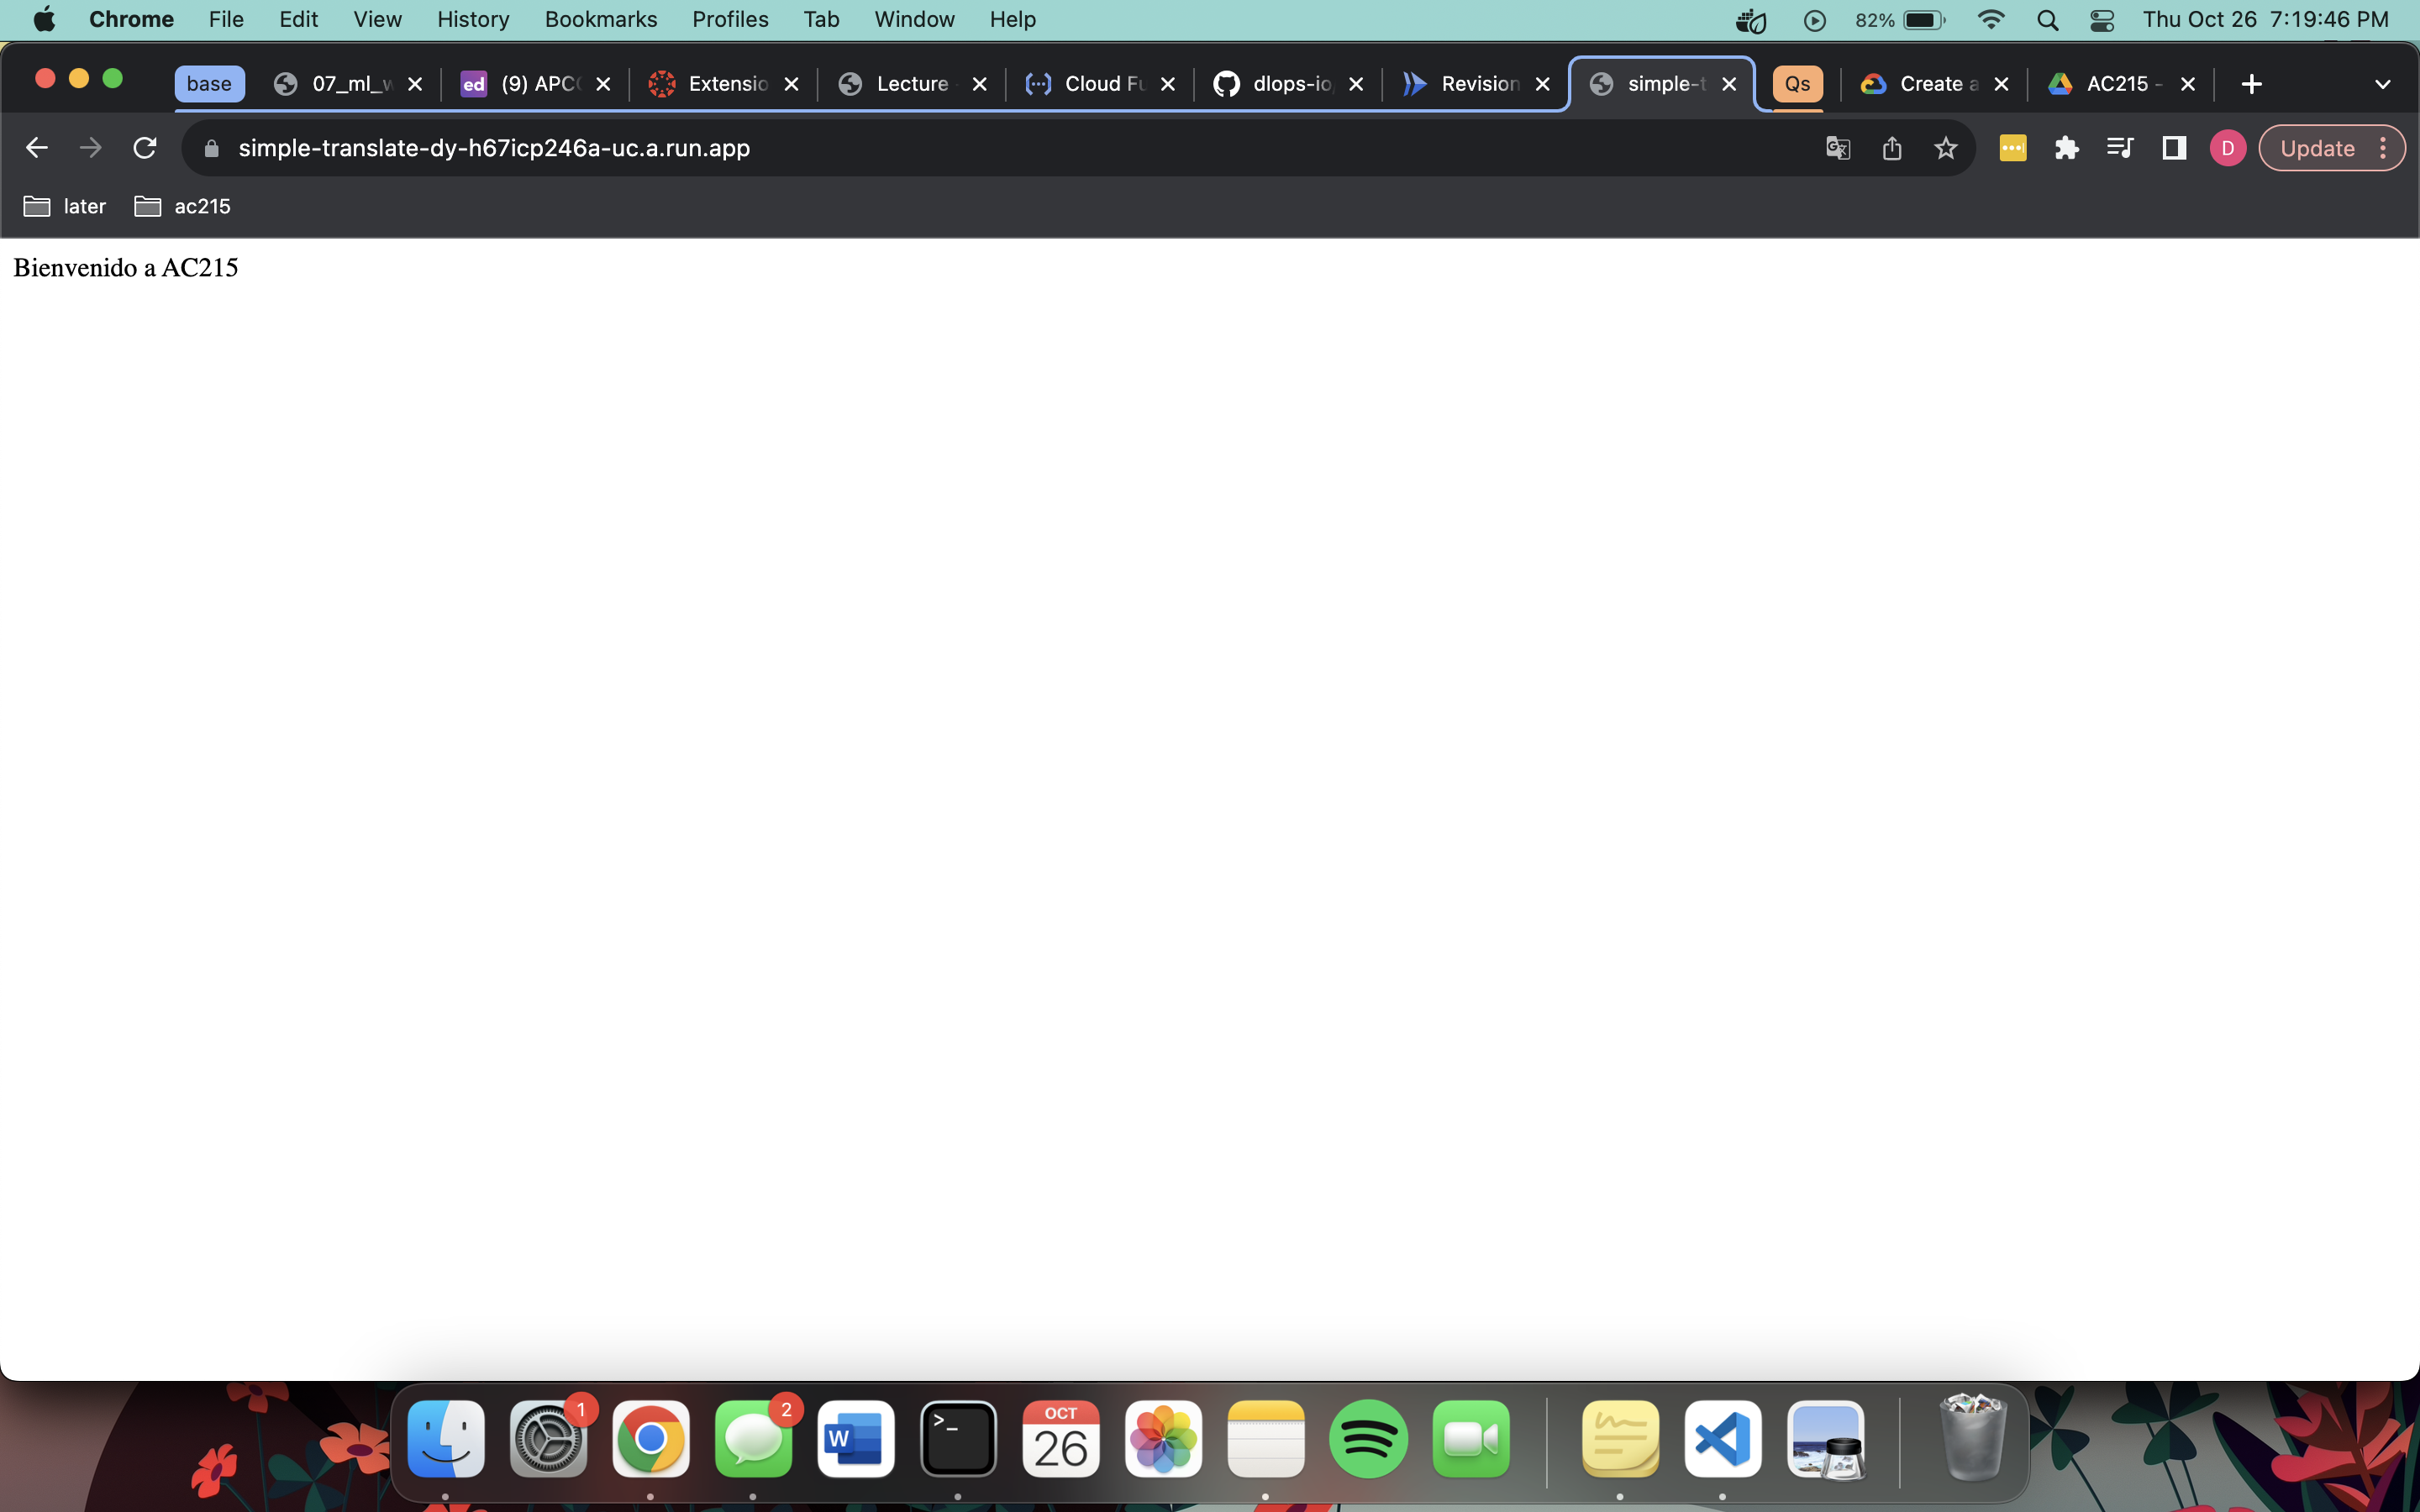 Chrome File Edit View History Bookmarks Profiles Tab Window Help 82% Thu Oct 26 7:19:46 PM
base 07_ml_w ed (9) APCC Extensio Lecture - Cloud Fu dlops-io/ Revision simple-t Qs Create a AC215 -
simple-translate-dy-h67icp246a-uc.a.run.app D Update
later ac215
Bienvenido a AC215
1 2 W >_ OCT
26